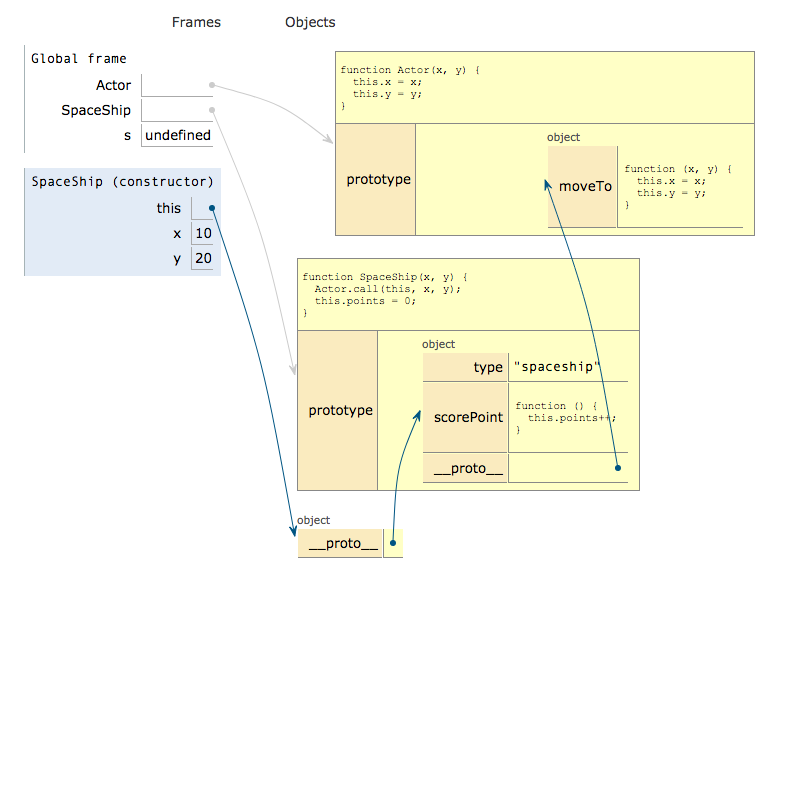 Frames Objects
Global frame
Actor
SpaceShip
s undefined
SpaceShip (constructor)
this
x 10
y 20
function Actor(x, y) {
  this.x = x;
  this.y = y;
}
prototype
object
moveTo
function (x, y) {
  this.x = x;
  this.y = y;
}
function SpaceShip(x, y) {
  Actor.call(this, x, y);
  this.points = 0;
}
prototype
object
type "spaceship"
scorePoint
function () {
  this.points++;
}
__proto__
object
__proto__